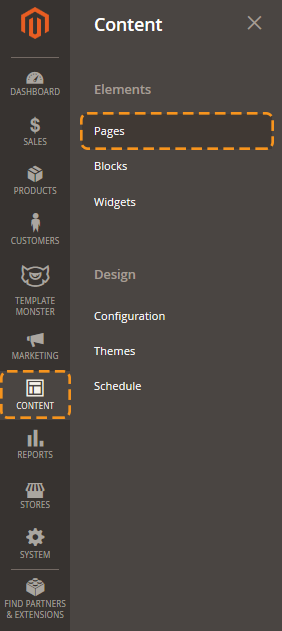 DASHBOARD
SALES
PRODUCTS
CUSTOMERS
TEMPLATE
MONSTER
MARKETING
CONTENT
REPORTS
STORES
SYSTEM
FIND PARTNERS
& EXTENSIONS
Content
Elements
Pages
Blocks
Widgets
Design
Configuration
Themes
Schedule